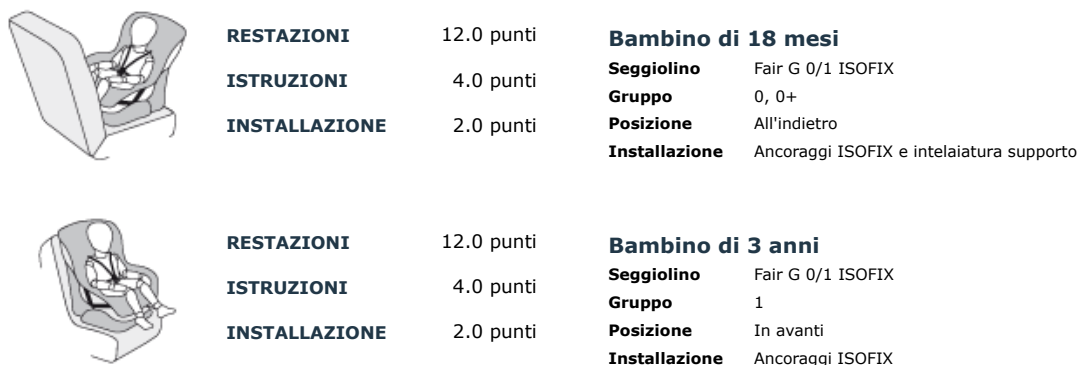 RESTAZIONI 12.0 punti
ISTRUZIONI 4.0 punti
INSTALLAZIONE 2.0 punti
Bambino di 18 mesi
Seggiolino Fair G 0/1 ISOFIX
Gruppo 0, 0+
Posizione All'indietro
Installazione Ancoraggi ISOFIX e intelaiatura supporto
RESTAZIONI 12.0 punti
ISTRUZIONI 4.0 punti
INSTALLAZIONE 2.0 punti
Bambino di 3 anni
Seggiolino Fair G 0/1 ISOFIX
Gruppo 1
Posizione In avanti
Installazione Ancoraggi ISOFIX